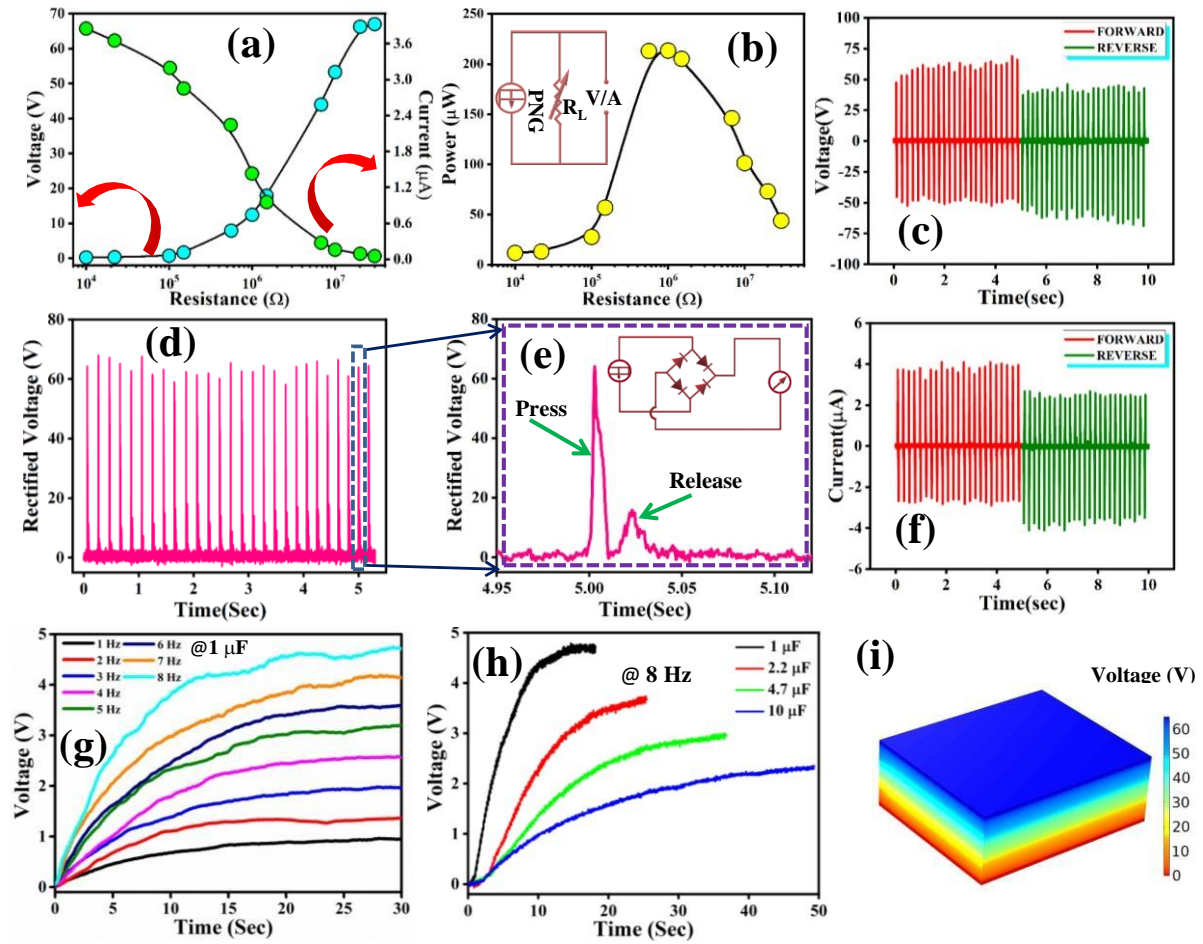 (a)
Voltage (V)
70
60
50
40
30
20
10
0
3.6
3.0
2.4
1.8
1.2
0.6
0.0
Current (μA)
10⁴ 10⁵ 10⁶ 10⁷
Resistance (Ω)
(b)
Power (μW)
250
200
150
100
50
0
PNG
R_L
V/A
10⁴ 10⁵ 10⁶ 10⁷
Resistance (Ω)
(c)
FORWARD
REVERSE
Voltage(V)
100
75
50
25
0
-25
-50
-75
-100
0 2 4 6 8 10
Time(sec)
(d)
Rectified Voltage (V)
80
60
40
20
0
0 1 2 3 4 5
Time(Sec)
(e)
Rectified Voltage (V)
80
60
40
20
0
Press
Release
4.95 5.00 5.05 5.10
Time(Sec)
(f)
FORWARD
REVERSE
Current(μA)
6
4
2
0
-2
-4
-6
0 2 4 6 8 10
Time(sec)
(g)
@1 μF
1 Hz
2 Hz
3 Hz
4 Hz
5 Hz
6 Hz
7 Hz
8 Hz
Voltage (V)
5
4
3
2
1
0
0 5 10 15 20 25 30
Time (Sec)
(h)
@ 8 Hz
1 μF
2.2 μF
4.7 μF
10 μF
Voltage (V)
5
4
3
2
1
0
0 10 20 30 40 50
Time (Sec)
(i)
Voltage (V)
60
50
40
30
20
10
0